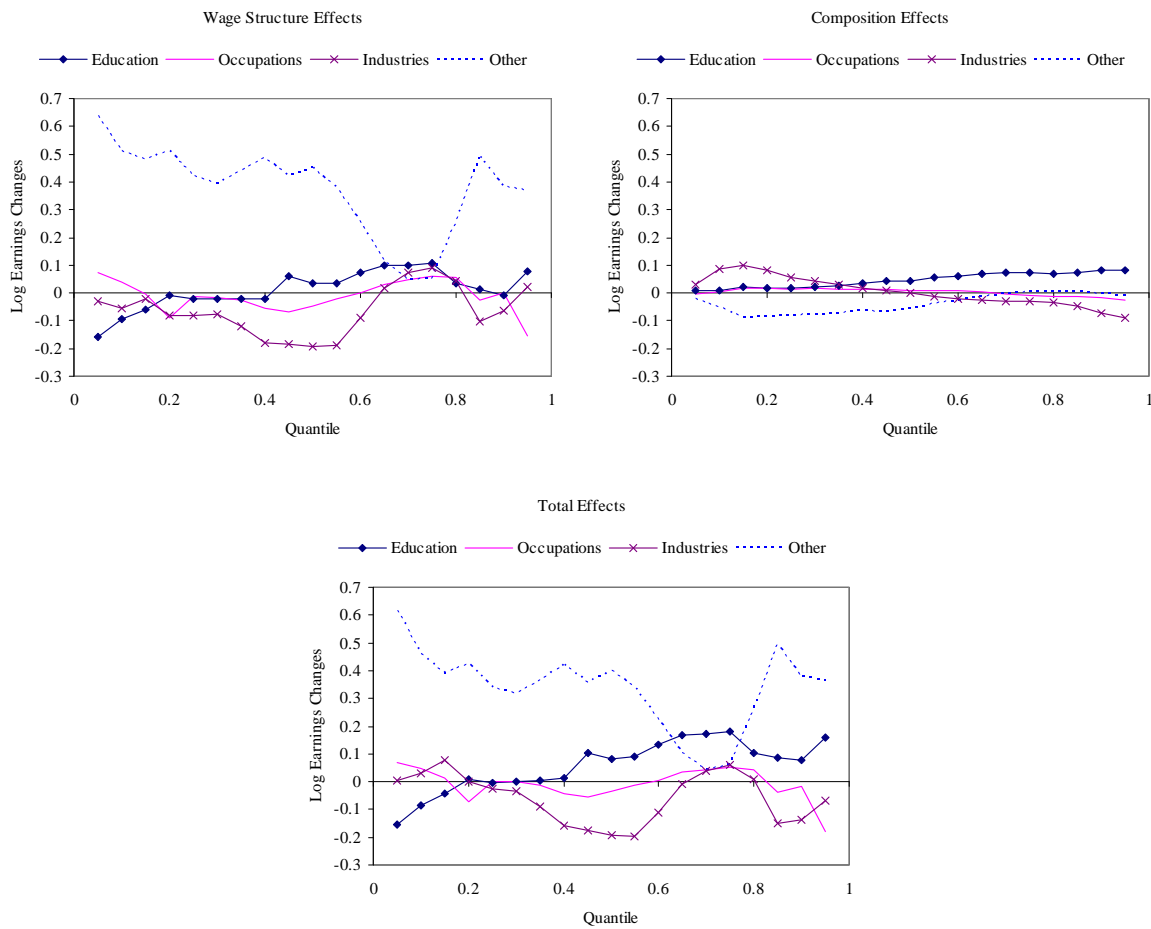 Wage Structure Effects
Education Occupations Industries Other
0.7
0.6
0.5
0.4
0.3
0.2
0.1
0
-0.1
-0.2
-0.3
0 0.2 0.4 0.6 0.8 1
Quantile
Log Earnings Changes
Composition Effects
Education Occupations Industries Other
0.7
0.6
0.5
0.4
0.3
0.2
0.1
0
-0.1
-0.2
-0.3
0 0.2 0.4 0.6 0.8 1
Quantile
Log Earnings Changes
Total Effects
Education Occupations Industries Other
0.7
0.6
0.5
0.4
0.3
0.2
0.1
0
-0.1
-0.2
-0.3
0 0.2 0.4 0.6 0.8 1
Quantile
Log Earnings Changes